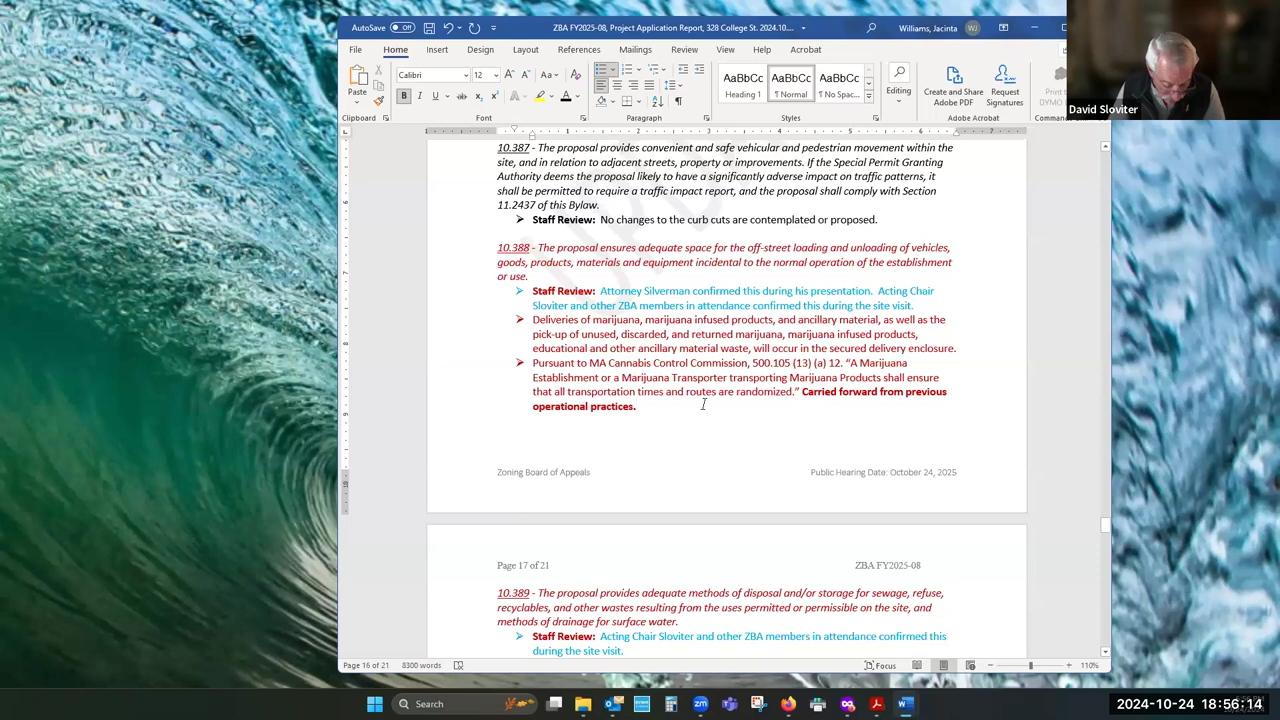 AutoSave Off
ZBA FY2025-08, Project Application Report, 328 College St. 2024.10....
Williams, Jacinta WJ
File Home Insert Design Layout References Mailings Review View Help Acrobat
Paste
Clipboard
Calibri 12
Font
Paragraph
AaBbCc AaBbCc AaBbCc
Heading 1 ¶ Normal ¶ No Spac...
Styles
Editing
Create and Share
Adobe PDF
Request
Signatures
Adobe Acrobat
Print to
DYMO
David Sloviter
10.387 - The proposal provides convenient and safe vehicular and pedestrian movement within the
site, and in relation to adjacent streets, property or improvements. If the Special Permit Granting
Authority deems the proposal likely to have a significantly adverse impact on traffic patterns, it
shall be permitted to require a traffic impact report, and the proposal shall comply with Section
11.2437 of this Bylaw.
➢ Staff Review: No changes to the curb cuts are contemplated or proposed.
10.388 - The proposal ensures adequate space for the off-street loading and unloading of vehicles,
goods, products, materials and equipment incidental to the normal operation of the establishment
or use.
➢ Staff Review: Attorney Silverman confirmed this during his presentation. Acting Chair
Sloviter and other ZBA members in attendance confirmed this during the site visit.
➢ Deliveries of marijuana, marijuana infused products, and ancillary material, as well as the
pick-up of unused, discarded, and returned marijuana, marijuana infused products,
educational and other ancillary material waste, will occur in the secured delivery enclosure.
➢ Pursuant to MA Cannabis Control Commission, 500.105 (13) (a) 12. “A Marijuana
Establishment or a Marijuana Transporter transporting Marijuana Products shall ensure
that all transportation times and routes are randomized.” Carried forward from previous
operational practices.
Zoning Board of Appeals Public Hearing Date: October 24, 2025
Page 17 of 21 ZBA FY2025-08
10.389 - The proposal provides adequate methods of disposal and/or storage for sewage, refuse,
recyclables, and other wastes resulting from the uses permitted or permissible on the site, and
methods of drainage for surface water.
➢ Staff Review: Acting Chair Sloviter and other ZBA members in attendance confirmed this
during the site visit.
Page 16 of 21 8300 words Focus 110%
Search
2024-10-24 18:56:14